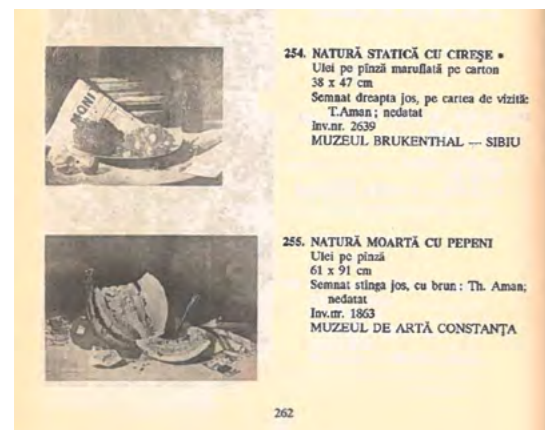 MONI
254. NATURĂ STATICĂ CU CIREȘE •
Ulei pe pînză maruflată pe carton
38 x 47 cm
Semnat dreapta jos, pe cartea de vizită:
T.Aman ; nedatat
Inv.nr. 2639
MUZEUL BRUKENTHAL — SIBIU
255. NATURĂ MOARTĂ CU PEPENI
Ulei pe pînză
61 x 91 cm
Semnat stînga jos, cu brun : Th. Aman;
nedatat
Inv.nr. 1863
MUZEUL DE ARTĂ CONSTANȚA
262